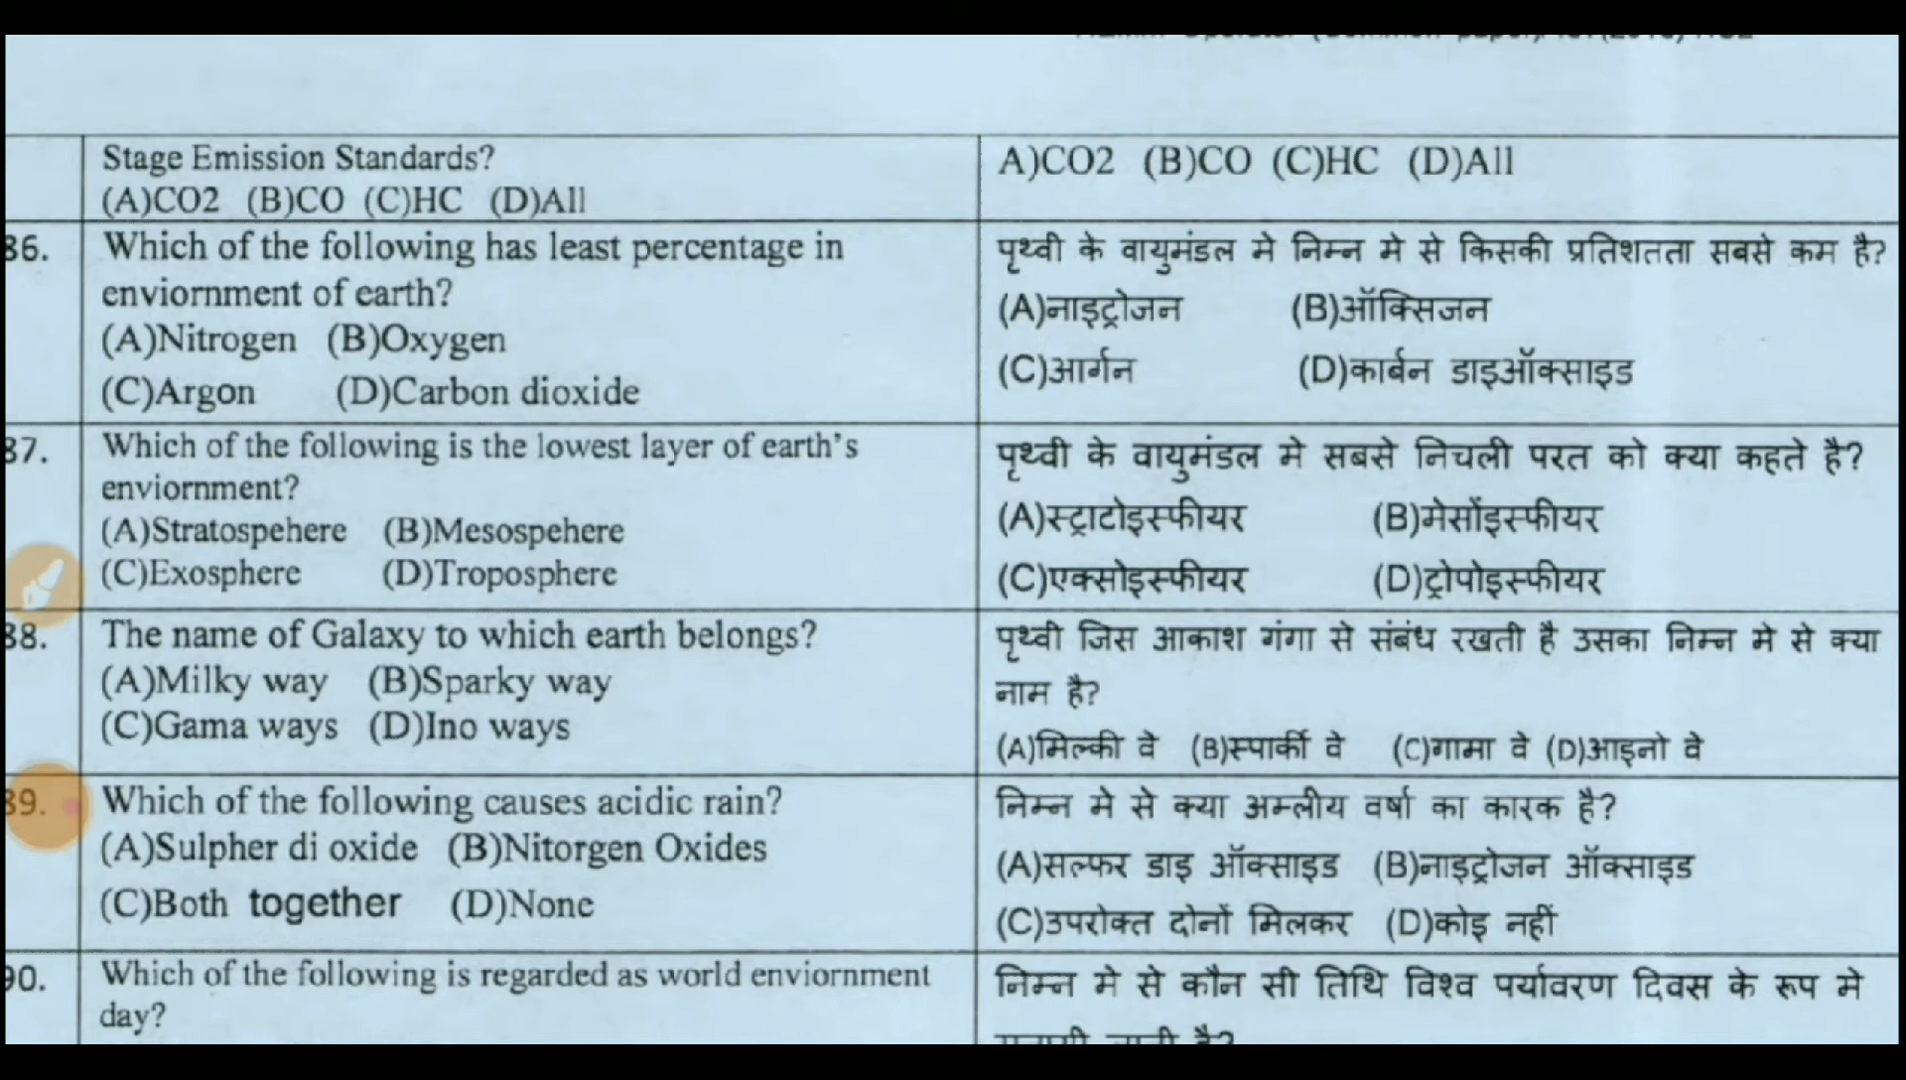 Stage Emission Standards?
(A)CO2 (B)CO (C)HC (D)All
A)CO2 (B)CO (C)HC (D)All
86. Which of the following has least percentage in
enviornment of earth?
(A)Nitrogen (B)Oxygen
(C)Argon (D)Carbon dioxide
पृथ्वी के वायुमंडल मे निम्न मे से किसकी प्रतिशतता सबसे कम है?
(A)नाइट्रोजन (B)ऑक्सिजन
(C)आर्गन (D)कार्बन डाइऑक्साइड
87. Which of the following is the lowest layer of earth's
enviornment?
(A)Stratospehere (B)Mesospehere
(C)Exosphere (D)Troposphere
पृथ्वी के वायुमंडल मे सबसे निचली परत को क्या कहते है?
(A)स्ट्राटोइस्फीयर (B)मेसोंइस्फीयर
(C)एक्सोइस्फीयर (D)ट्रोपोइस्फीयर
88. The name of Galaxy to which earth belongs?
(A)Milky way (B)Sparky way
(C)Gama ways (D)Ino ways
पृथ्वी जिस आकाश गंगा से संबंध रखती है उसका निम्न मे से क्या
नाम है?
(A)मिल्की वे (B)स्पार्की वे (C)गामा वे (D)आइनो वे
89. Which of the following causes acidic rain?
(A)Sulpher di oxide (B)Nitorgen Oxides
(C)Both together (D)None
निम्न मे से क्या अम्लीय वर्षा का कारक है?
(A)सल्फर डाइ ऑक्साइड (B)नाइट्रोजन ऑक्साइड
(C)उपरोक्त दोनों मिलकर (D)कोइ नहीं
90. Which of the following is regarded as world enviornment
day?
निम्न मे से कौन सी तिथि विश्व पर्यावरण दिवस के रूप मे